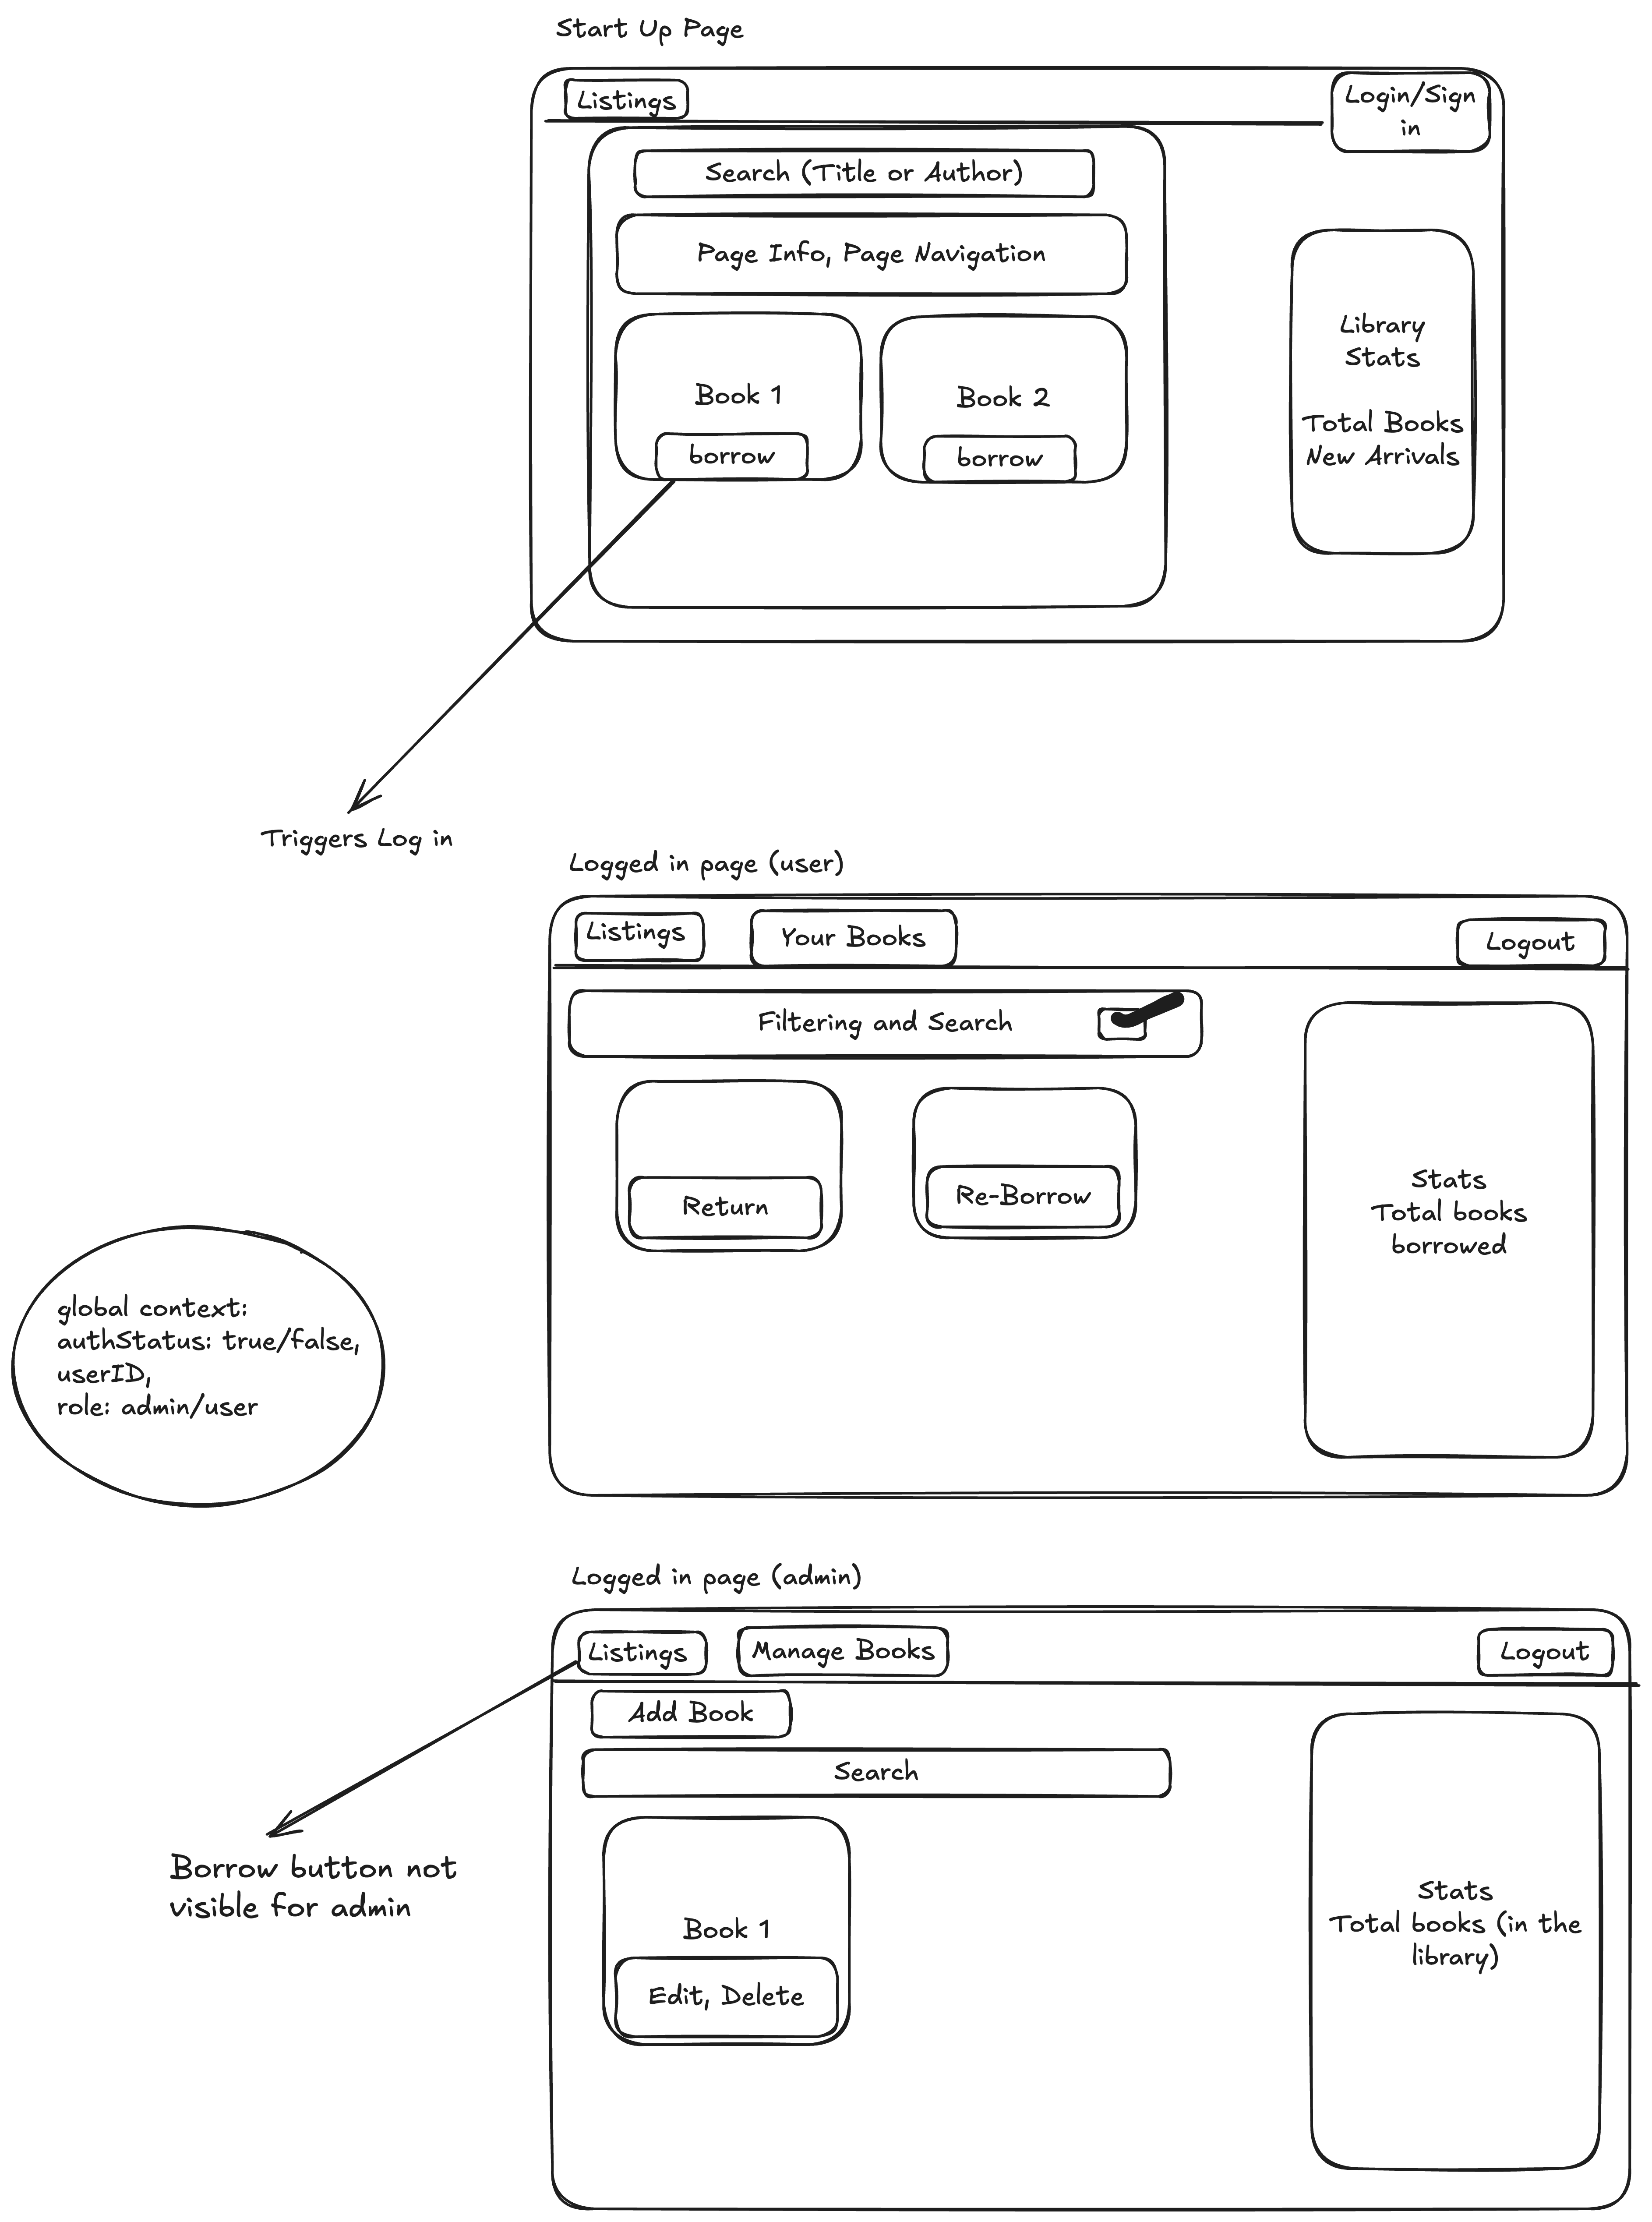 Start Up Page
Listings
Login/Sign
in
Search (Title or Author)
Page Info, Page Navigation
Book 1
borrow
Book 2
borrow
Library
Stats
Total Books
New Arrivals
Triggers Log in
Logged in page (user)
Listings
Your Books
Logout
Filtering and Search
Return
Re-Borrow
Stats
Total books
borrowed
global context:
authStatus: true/false,
userID,
role: admin/user
Logged in page (admin)
Listings
Manage Books
Logout
Add Book
Search
Borrow button not
visible for admin
Book 1
Edit, Delete
Stats
Total books (in the
library)